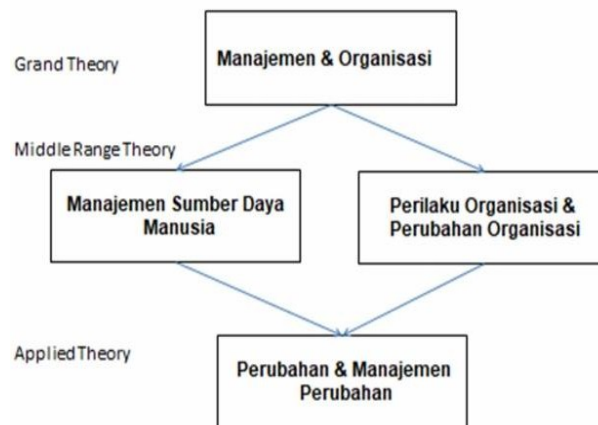 Grand Theory
Manajemen & Organisasi
Middle Range Theory
Manajemen Sumber Daya
Manusia
Perilaku Organisasi &
Perubahan Organisasi
Applied Theory
Perubahan & Manajemen
Perubahan